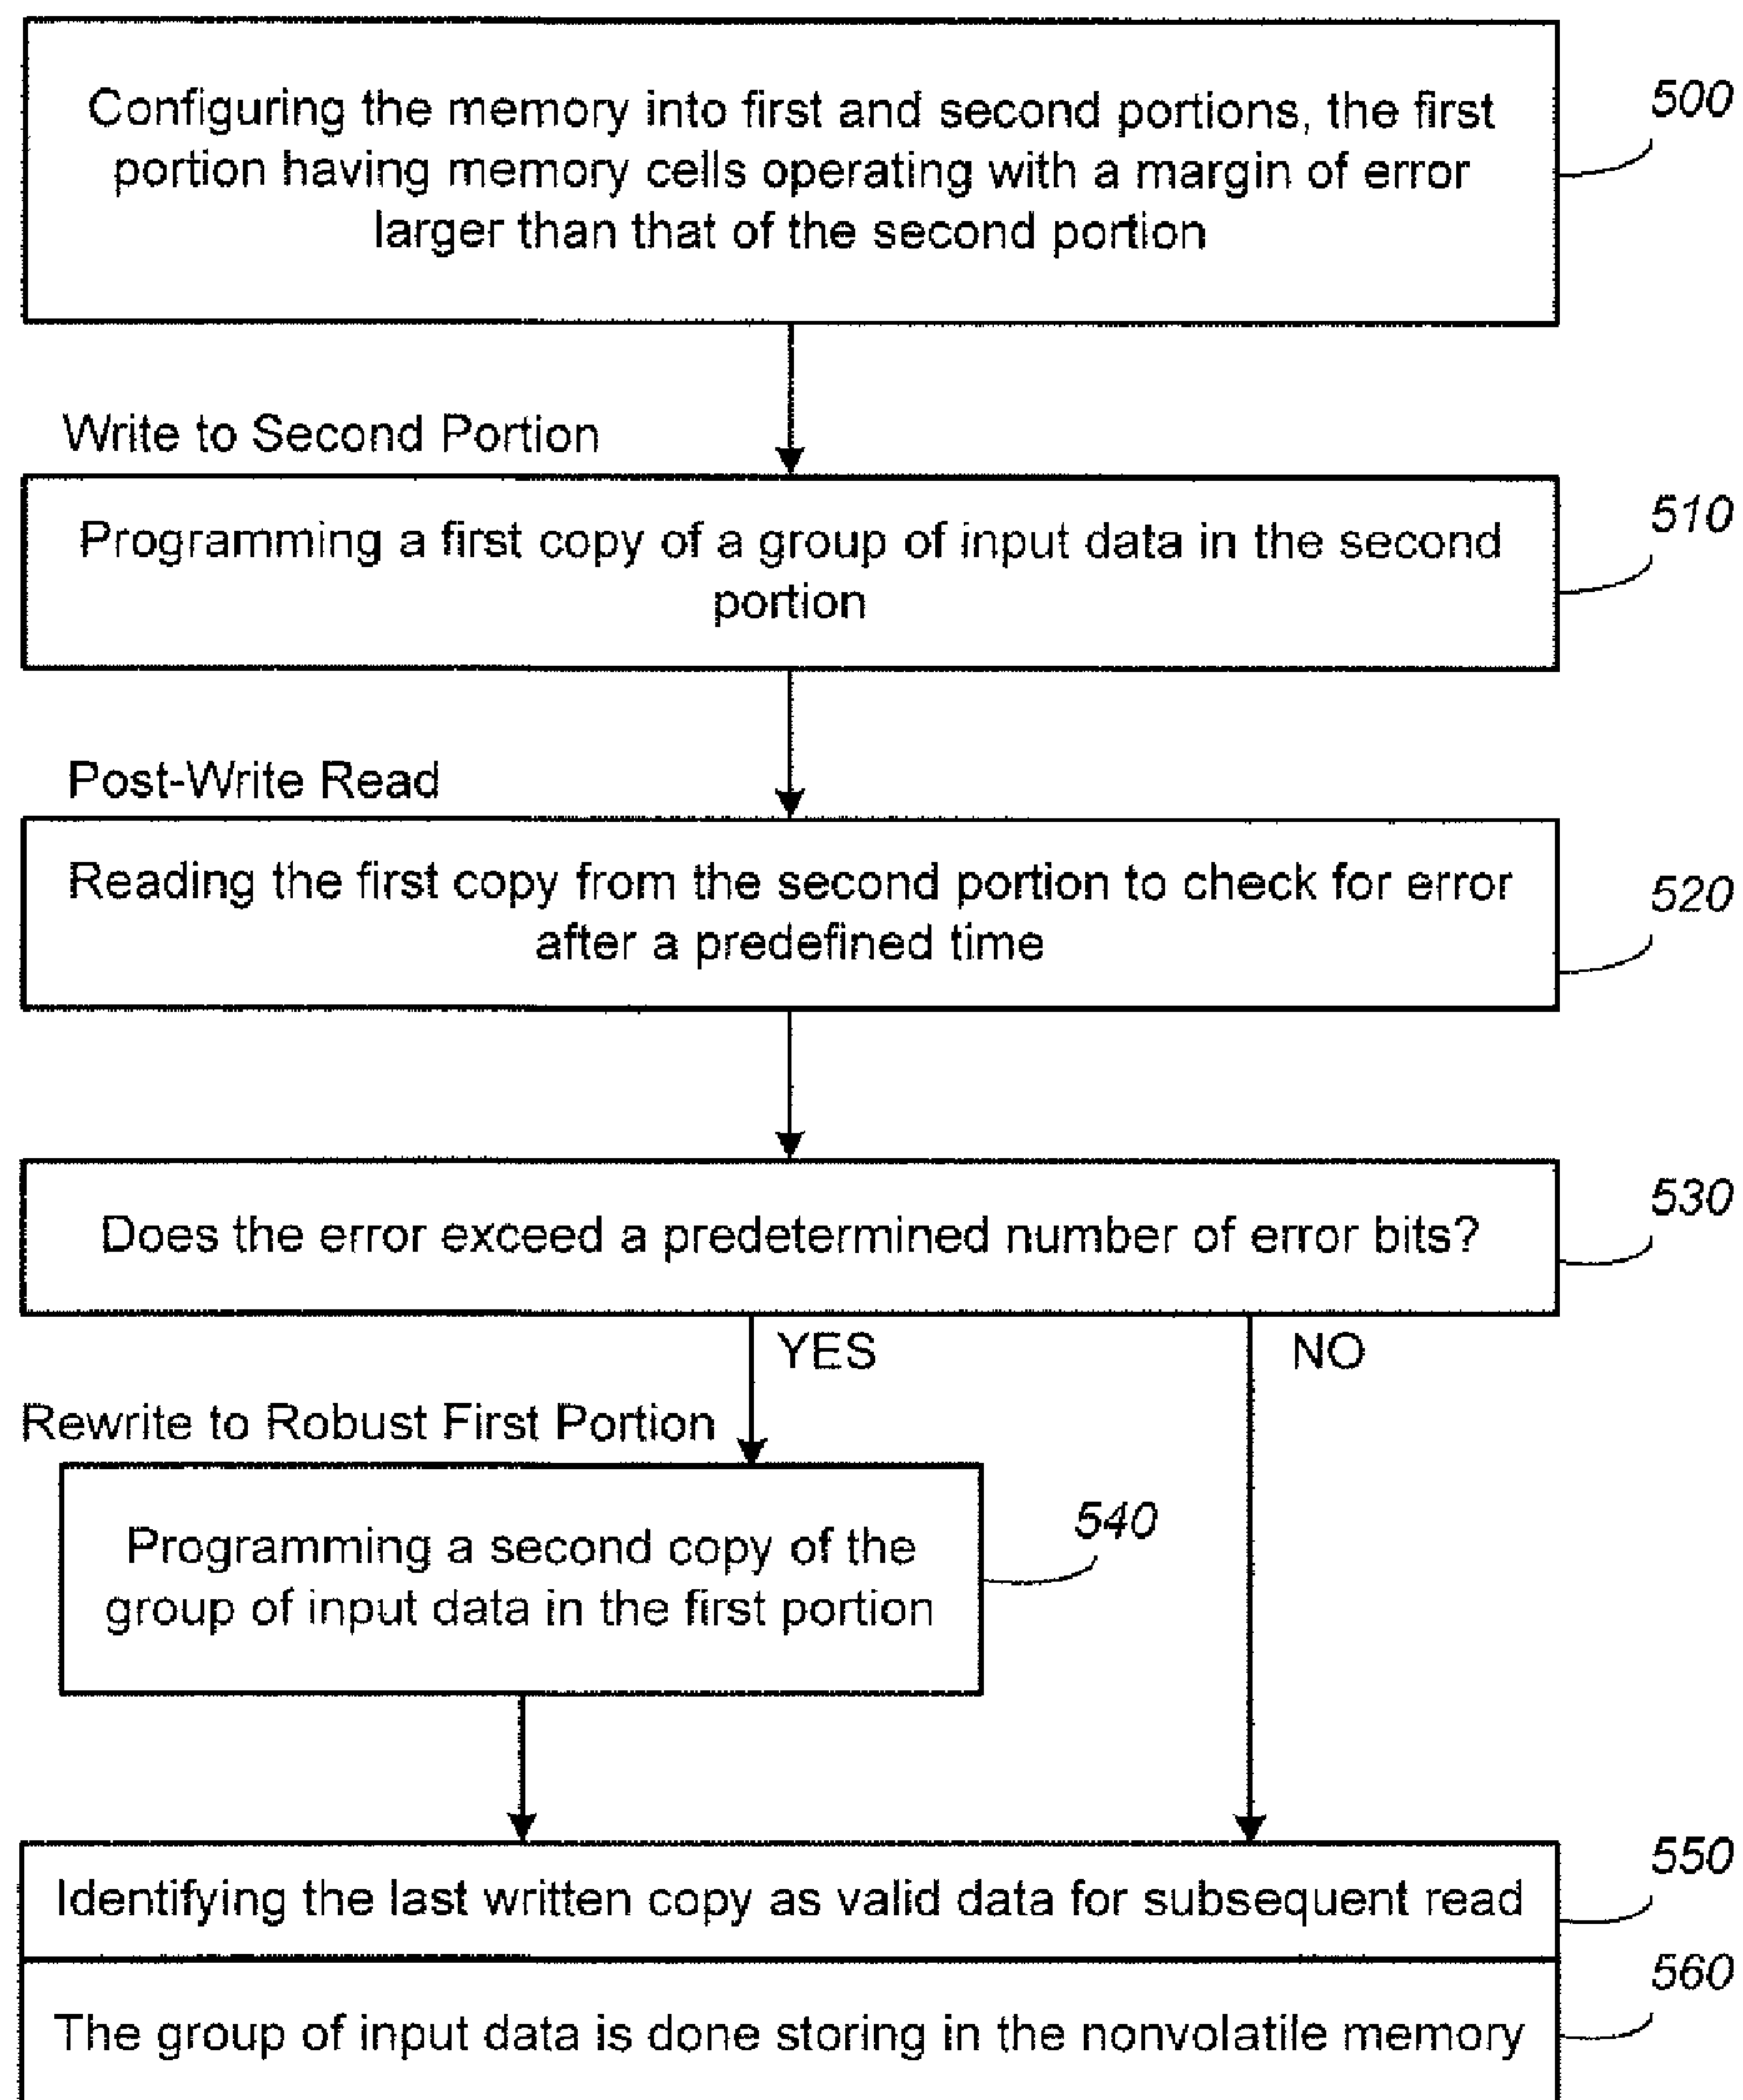 Configuring the memory into first and second portions, the first
portion having memory cells operating with a margin of error
larger than that of the second portion
500
Write to Second Portion
Programming a first copy of a group of input data in the second
portion
510
Post-Write Read
Reading the first copy from the second portion to check for error
after a predefined time
520
Does the error exceed a predetermined number of error bits?
530
YES
NO
Rewrite to Robust First Portion
Programming a second copy of the
group of input data in the first portion
540
Identifying the last written copy as valid data for subsequent read
550
The group of input data is done storing in the nonvolatile memory
560